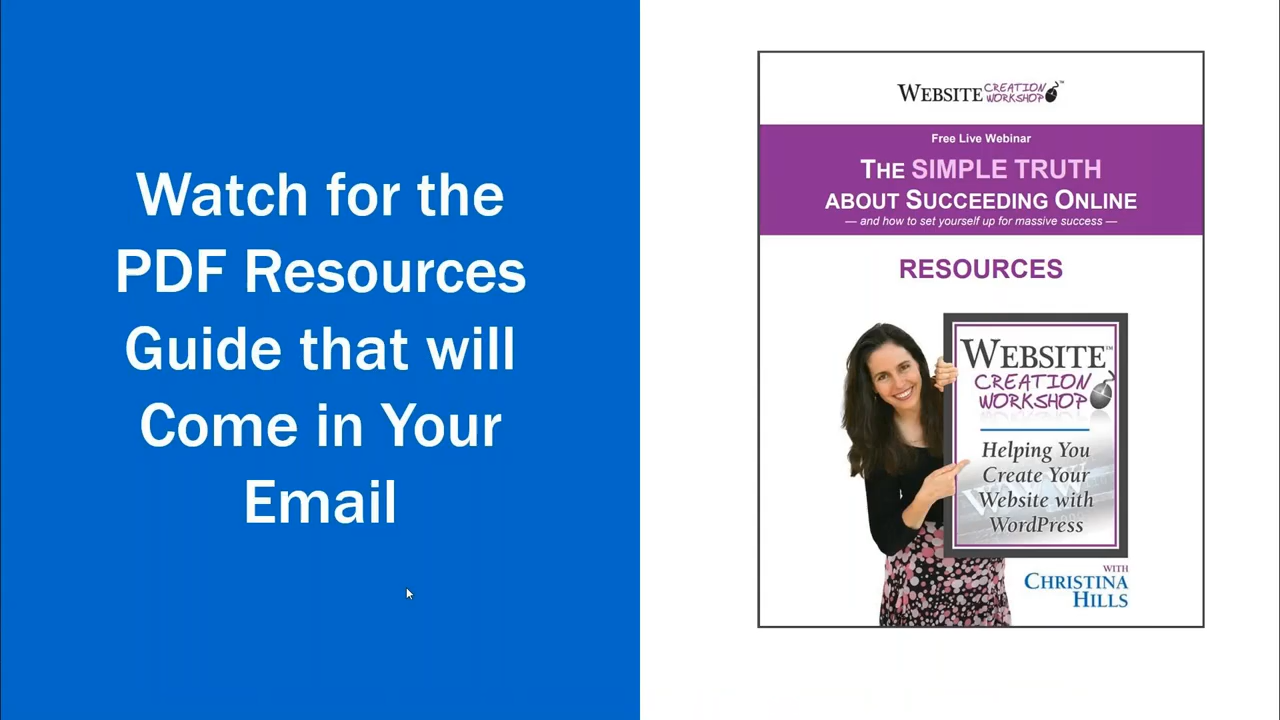 Watch for the
PDF Resources
Guide that will
Come in Your
Email
WEBSITE CREATION WORKSHOP™
Free Live Webinar
THE SIMPLE TRUTH
ABOUT SUCCEEDING ONLINE
— and how to set yourself up for massive success —
RESOURCES
WEBSITE™
CREATION
WORKSHOP
Helping You
Create Your
Website with
WordPress
WITH
CHRISTINA
HILLS